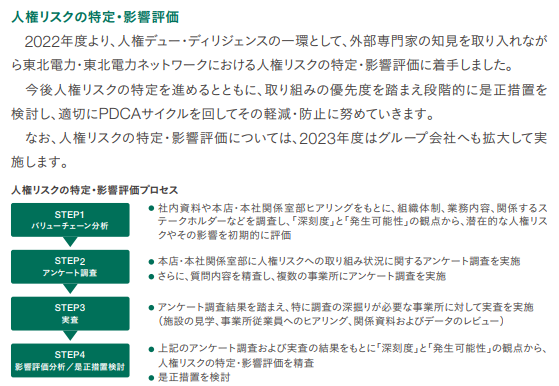 人権リスクの特定・影響評価
2022年度より、人権デュー・ディリジェンスの一環として、外部専門家の知見を取り入れなが
ら東北電力・東北電力ネットワークにおける人権リスクの特定・影響評価に着手しました。
今後人権リスクの特定を進めるとともに、取り組みの優先度を踏まえ段階的に是正措置を
検討し、適切にPDCAサイクルを回してその軽減・防止に努めていきます。
なお、人権リスクの特定・影響評価については、2023年度はグループ会社へも拡大して実
施します。
人権リスクの特定・影響評価プロセス
STEP1
バリューチェーン分析
● 社内資料や本店・本社関係室部ヒアリングをもとに、組織体制、業務内容、関係するス
テークホルダーなどを調査し、「深刻度」と「発生可能性」の観点から、潜在的な人権リス
クやその影響を初期的に評価
STEP2
アンケート調査
● 本店・本社関係室部に人権リスクへの取り組み状況に関するアンケート調査を実施
● さらに、質問内容を精査し、複数の事業所にアンケート調査を実施
STEP3
実査
● アンケート調査結果を踏まえ、特に調査の深掘りが必要な事業所に対して実査を実施
（施設の見学、事業所従業員へのヒアリング、関係資料およびデータのレビュー）
STEP4
影響評価分析／是正措置検討
● 上記のアンケート調査および実査の結果をもとに「深刻度」と「発生可能性」の観点から、
人権リスクの特定・影響評価を精査
● 是正措置を検討